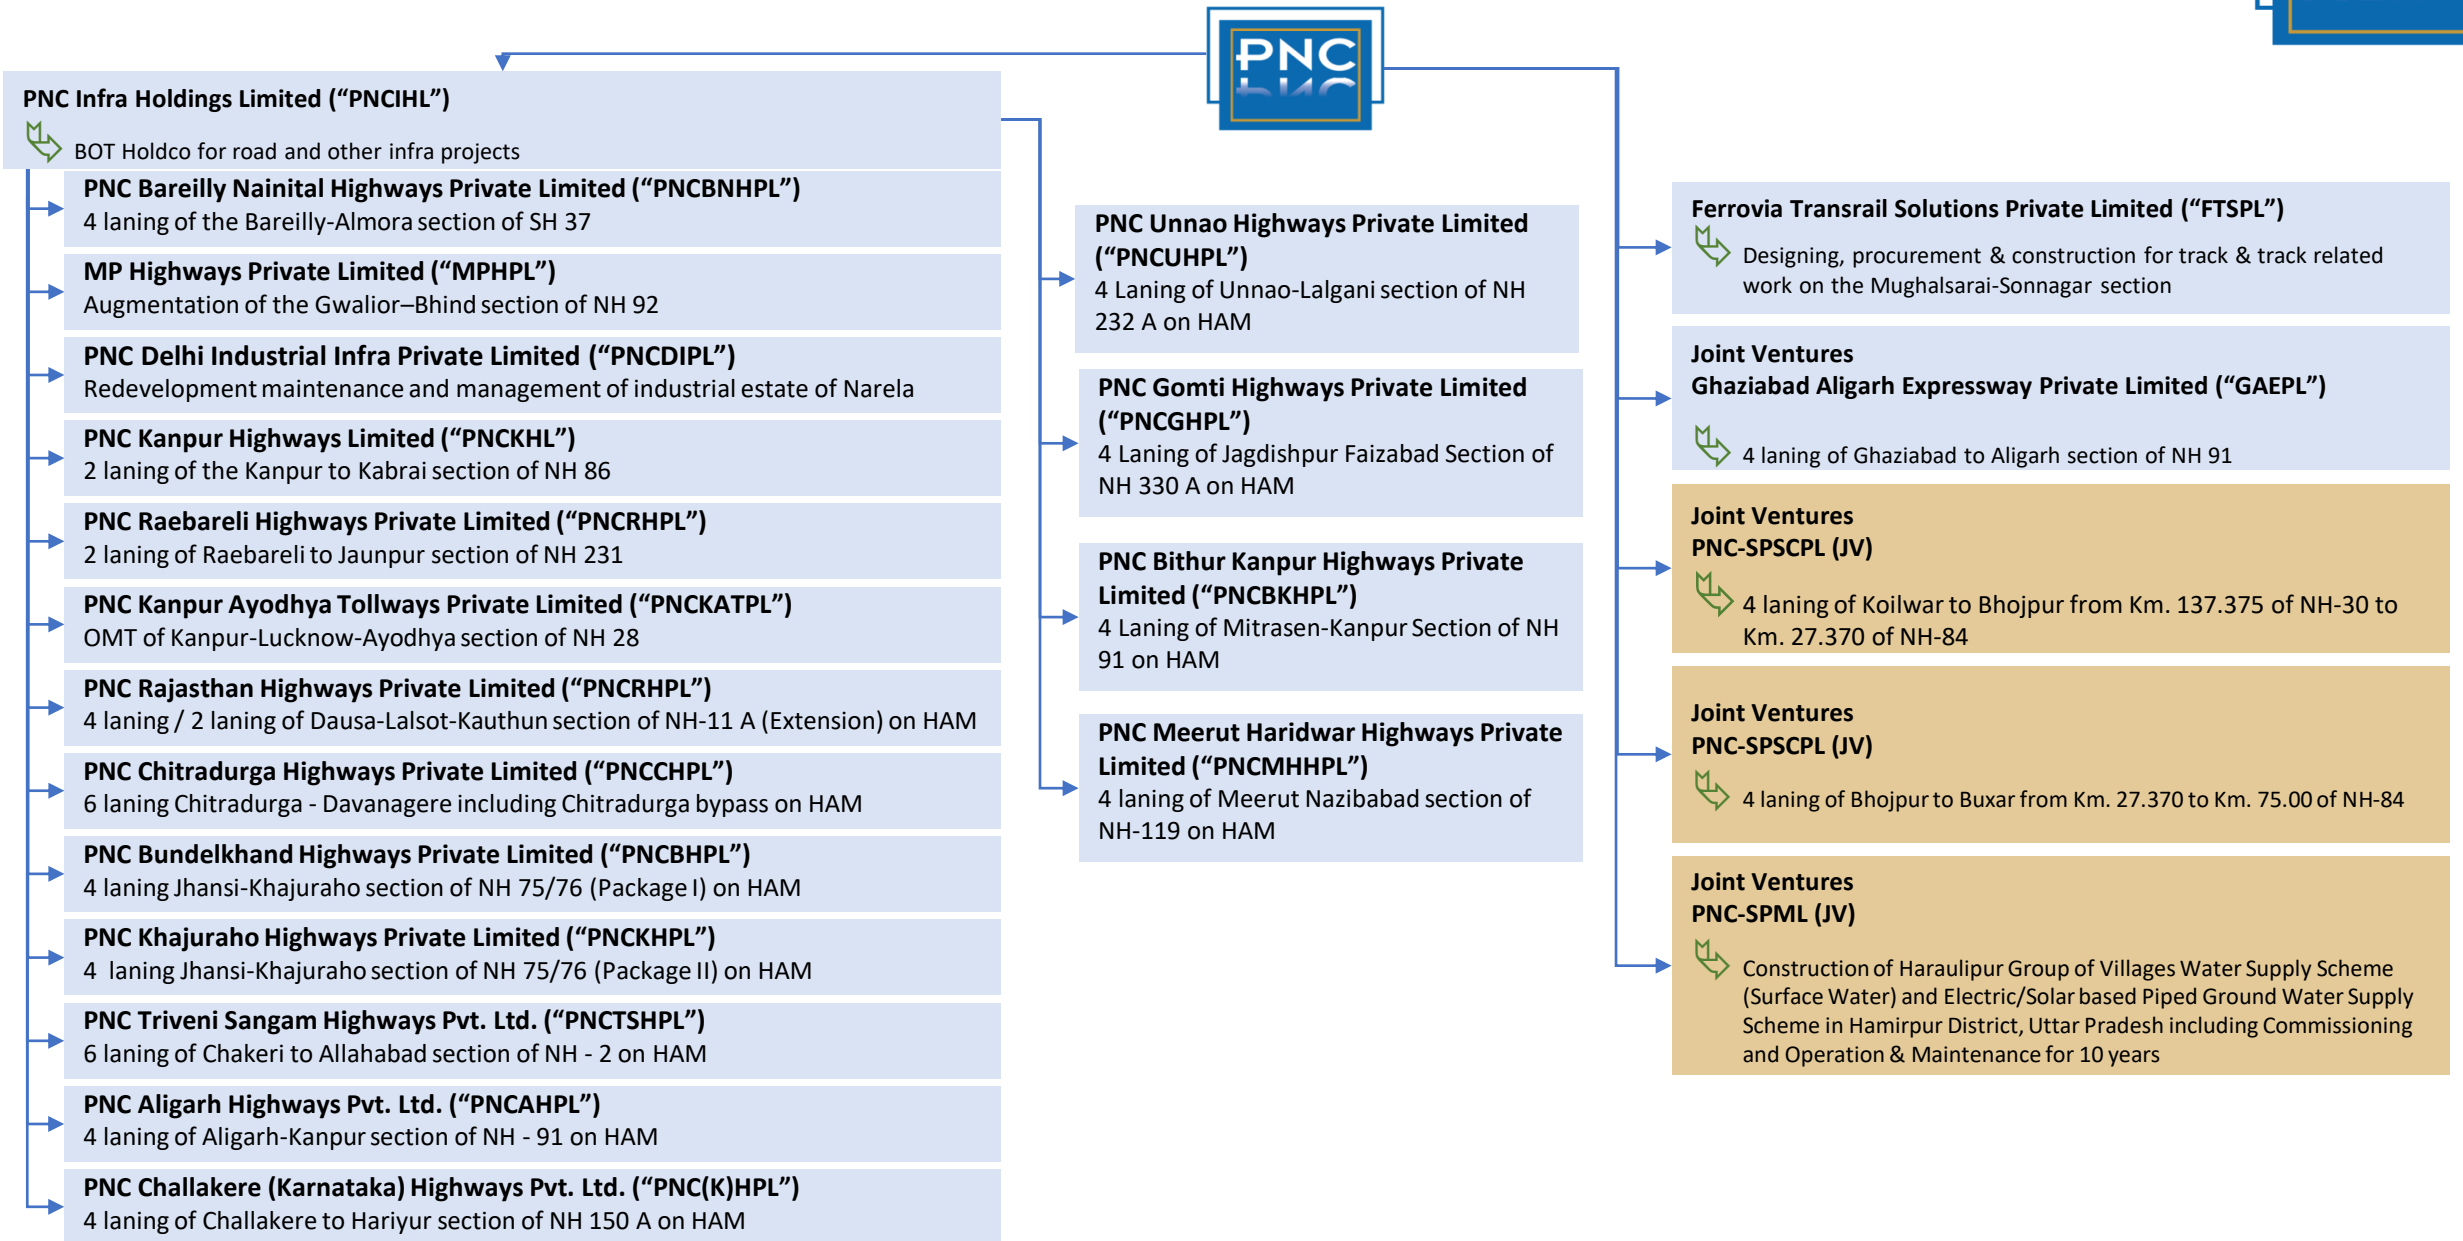 PNC
PNC Infra Holdings Limited (“PNCIHL”)
BOT Holdco for road and other infra projects
PNC Bareilly Nainital Highways Private Limited (“PNCBNHPL”)
4 laning of the Bareilly-Almora section of SH 37
MP Highways Private Limited (“MPHPL”)
Augmentation of the Gwalior–Bhind section of NH 92
PNC Delhi Industrial Infra Private Limited (“PNCDIPL”)
Redevelopment maintenance and management of industrial estate of Narela
PNC Kanpur Highways Limited (“PNCKHL”)
2 laning of the Kanpur to Kabrai section of NH 86
PNC Raebareli Highways Private Limited (“PNCRHPL”)
2 laning of Raebareli to Jaunpur section of NH 231
PNC Kanpur Ayodhya Tollways Private Limited (“PNCKATPL”)
OMT of Kanpur-Lucknow-Ayodhya section of NH 28
PNC Rajasthan Highways Private Limited (“PNCRHPL”)
4 laning / 2 laning of Dausa-Lalsot-Kauthun section of NH-11 A (Extension) on HAM
PNC Chitradurga Highways Private Limited (“PNCCHPL”)
6 laning Chitradurga - Davanagere including Chitradurga bypass on HAM
PNC Bundelkhand Highways Private Limited (“PNCBHPL”)
4 laning Jhansi-Khajuraho section of NH 75/76 (Package I) on HAM
PNC Khajuraho Highways Private Limited (“PNCKHPL”)
4 laning Jhansi-Khajuraho section of NH 75/76 (Package II) on HAM
PNC Triveni Sangam Highways Pvt. Ltd. (“PNCTSHPL”)
6 laning of Chakeri to Allahabad section of NH - 2 on HAM
PNC Aligarh Highways Pvt. Ltd. (“PNCAHPL”)
4 laning of Aligarh-Kanpur section of NH - 91 on HAM
PNC Challakere (Karnataka) Highways Pvt. Ltd. (“PNC(K)HPL”)
4 laning of Challakere to Hariyur section of NH 150 A on HAM
PNC Unnao Highways Private Limited
(“PNCUHPL”)
4 Laning of Unnao-Lalgani section of NH
232 A on HAM
PNC Gomti Highways Private Limited
(“PNCGHPL”)
4 Laning of Jagdishpur Faizabad Section of
NH 330 A on HAM
PNC Bithur Kanpur Highways Private
Limited (“PNCBKHPL”)
4 Laning of Mitrasen-Kanpur Section of NH
91 on HAM
PNC Meerut Haridwar Highways Private
Limited (“PNCMHHPL”)
4 laning of Meerut Nazibabad section of
NH-119 on HAM
Ferrovia Transrail Solutions Private Limited (“FTSPL”)
Designing, procurement & construction for track & track related
work on the Mughalsarai-Sonnagar section
Joint Ventures
Ghaziabad Aligarh Expressway Private Limited (“GAEPL”)
4 laning of Ghaziabad to Aligarh section of NH 91
Joint Ventures
PNC-SPSCPL (JV)
4 laning of Koilwar to Bhojpur from Km. 137.375 of NH-30 to
Km. 27.370 of NH-84
Joint Ventures
PNC-SPSCPL (JV)
4 laning of Bhojpur to Buxar from Km. 27.370 to Km. 75.00 of NH-84
Joint Ventures
PNC-SPML (JV)
Construction of Haraulipur Group of Villages Water Supply Scheme
(Surface Water) and Electric/Solar based Piped Ground Water Supply
Scheme in Hamirpur District, Uttar Pradesh including Commissioning
and Operation & Maintenance for 10 years